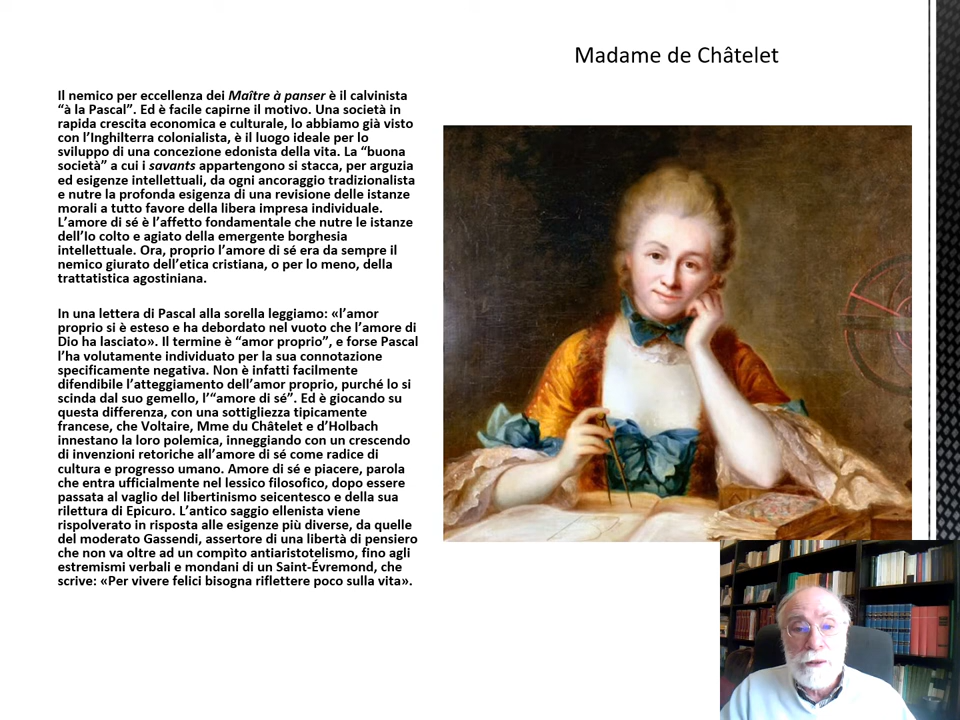 Madame de Châtelet
Il nemico per eccellenza dei Maître à panser è il calvinista
“à la Pascal”. Ed è facile capirne il motivo. Una società in
rapida crescita economica e culturale, lo abbiamo già visto
con l’Inghilterra colonialista, è il luogo ideale per lo
sviluppo di una concezione edonista della vita. La “buona
società” a cui i savants appartengono si stacca, per arguzia
ed esigenze intellettuali, da ogni ancoraggio tradizionalista
e nutre la profonda esigenza di una revisione delle istanze
morali a tutto favore della libera impresa individuale.
L’amore di sé è l’affetto fondamentale che nutre le istanze
dell’Io colto e agiato della emergente borghesia
intellettuale. Ora, proprio l’amore di sé era da sempre il
nemico giurato dell’etica cristiana, o per lo meno, della
trattatistica agostiniana.
In una lettera di Pascal alla sorella leggiamo: «l’amor
proprio si è esteso e ha debordato nel vuoto che l’amore di
Dio ha lasciato». Il termine è “amor proprio”, e forse Pascal
l’ha volutamente individuato per la sua connotazione
specificamente negativa. Non è infatti facilmente
difendibile l’atteggiamento dell’amor proprio, purché lo si
scinda dal suo gemello, l’“amore di sé”. Ed è giocando su
questa differenza, con una sottigliezza tipicamente
francese, che Voltaire, Mme du Châtelet e d’Holbach
innestano la loro polemica, inneggiando con un crescendo
di invenzioni retoriche all’amore di sé come radice di
cultura e progresso umano. Amore di sé e piacere, parola
che entra ufficialmente nel lessico filosofico, dopo essere
passata al vaglio del libertinismo seicentesco e della sua
rilettura di Epicuro. L’antico saggio ellenista viene
rispolverato in risposta alle esigenze più diverse, da quelle
del moderato Gassendi, assertore di una libertà di pensiero
che non va oltre ad un compìto antiaristotelismo, fino agli
estremismi verbali e mondani di un Saint-Évremond, che
scrive: «Per vivere felici bisogna riflettere poco sulla vita».